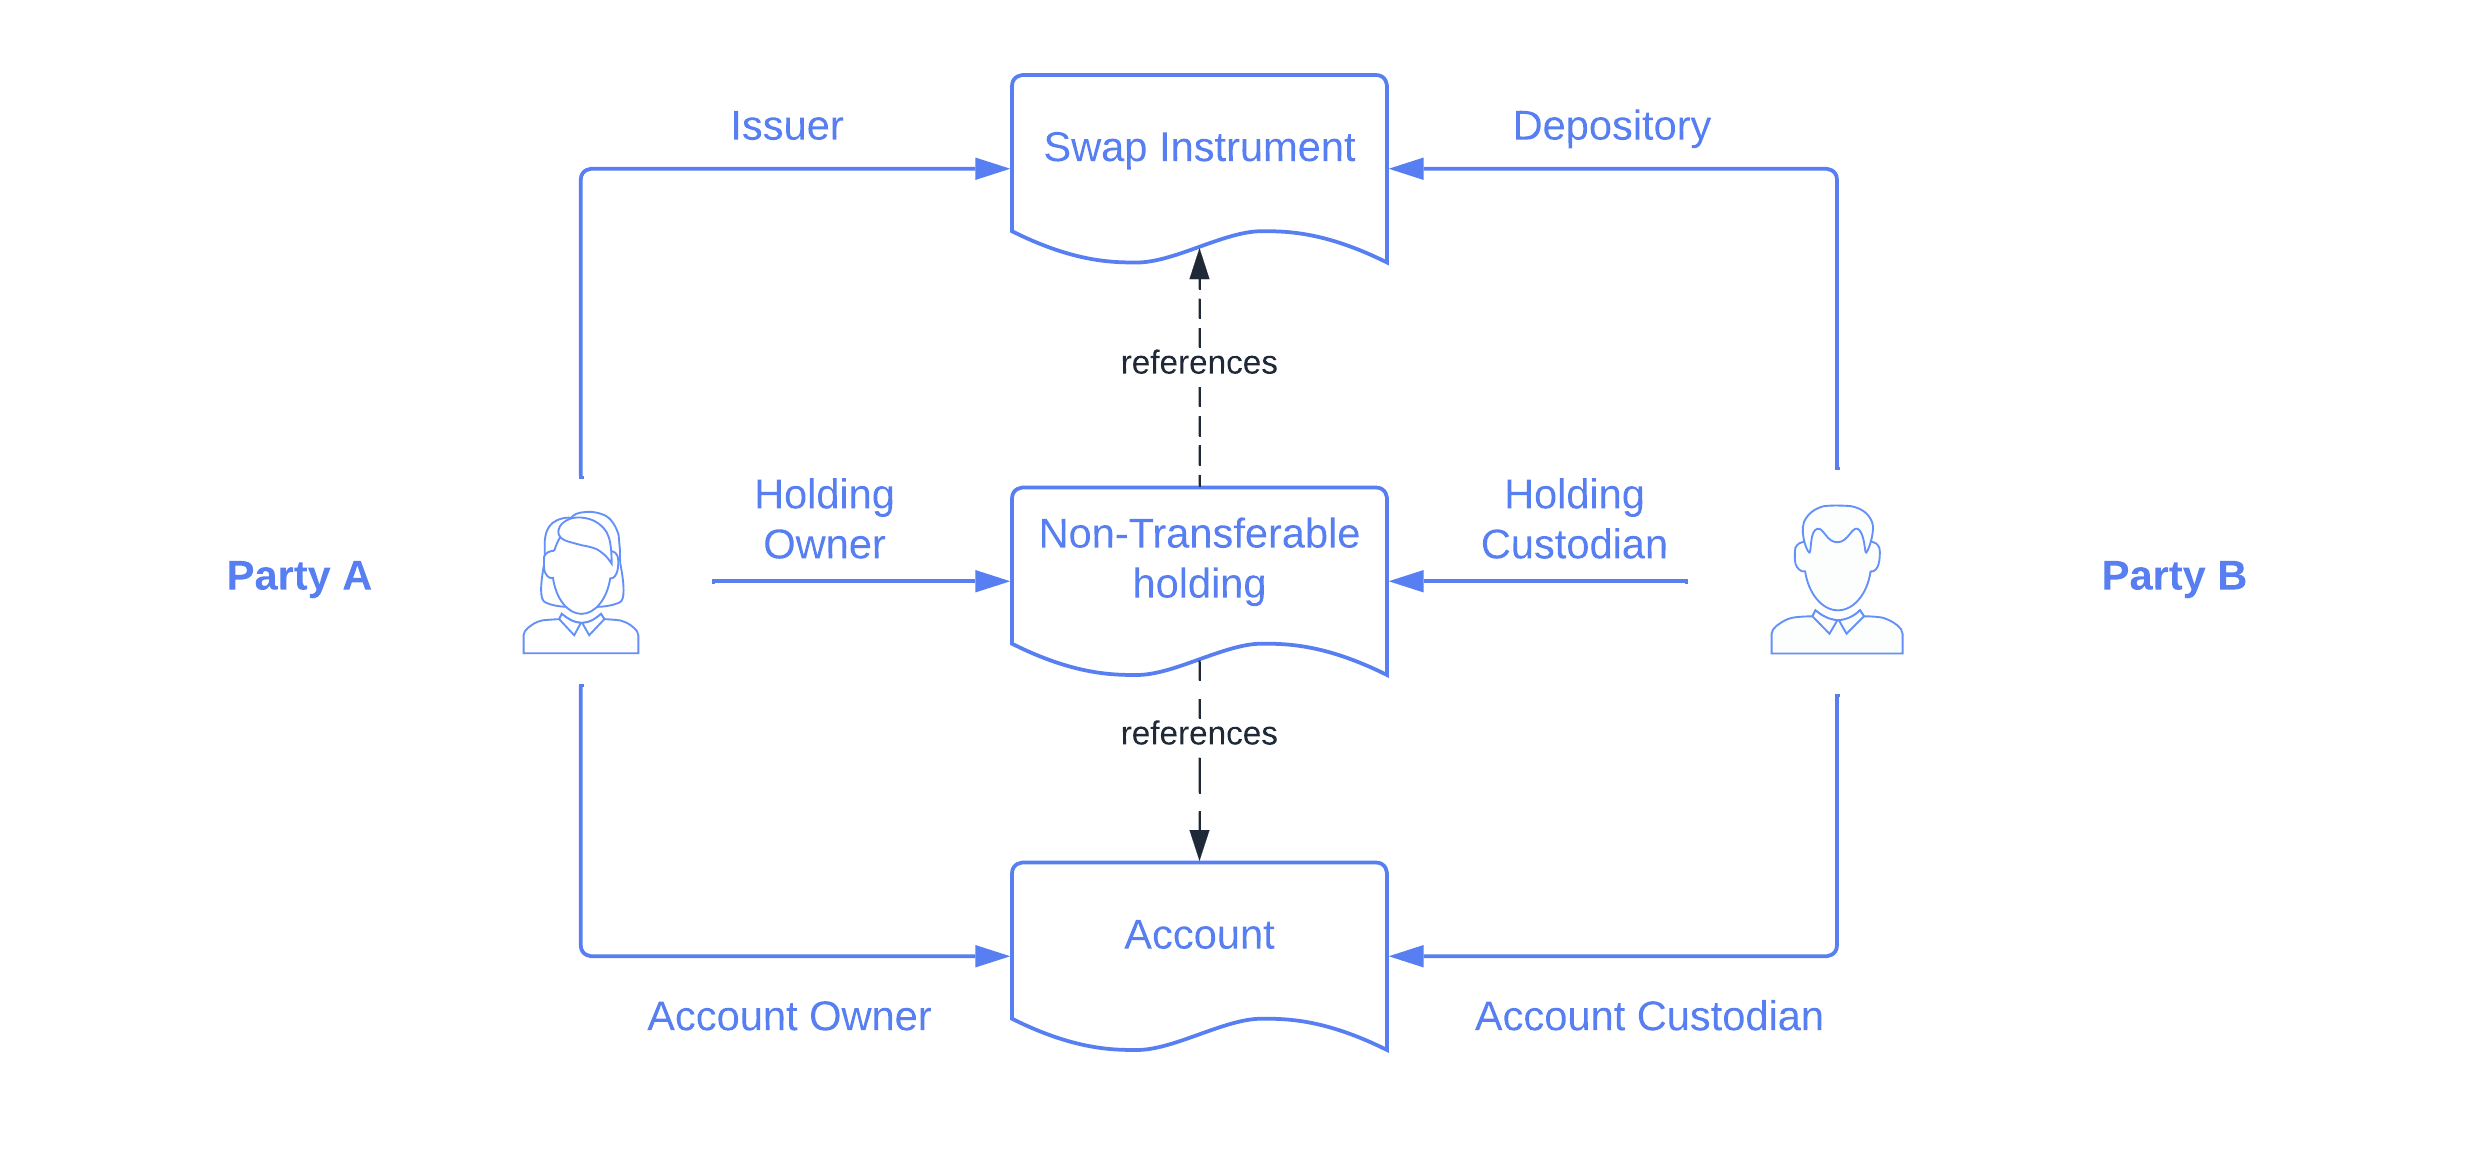 Issuer
Swap Instrument
Depository
references
Holding
Owner
Non-Transferable
holding
Holding
Custodian
Party A
Party B
references
Account
Account Owner
Account Custodian